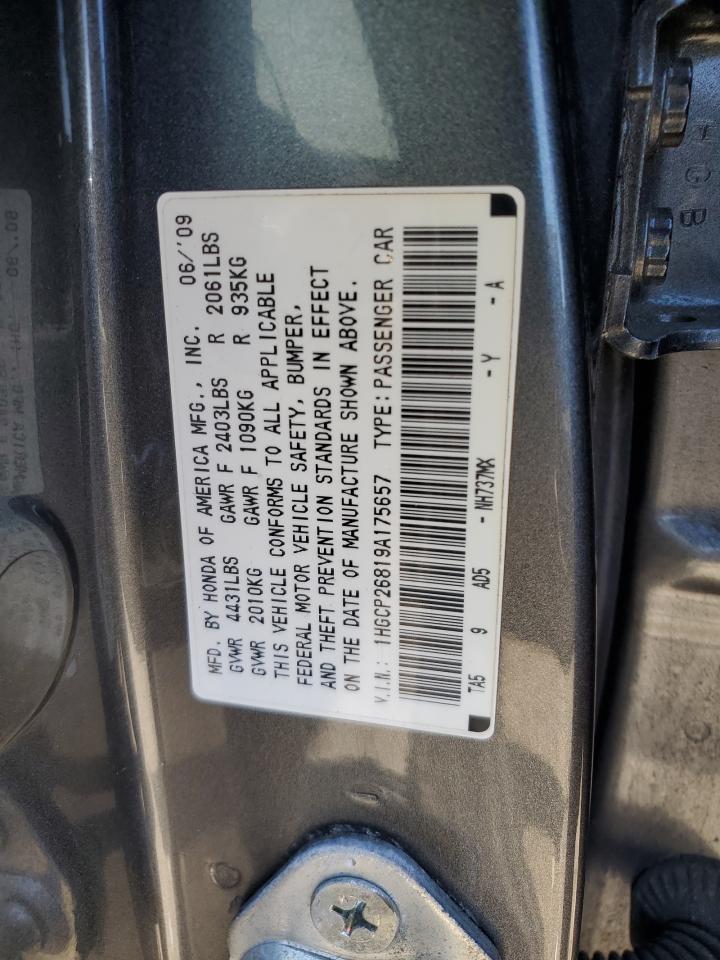 MFD. BY HONDA OF AMERICA MFG., INC. 06/'09
GVWR 4431LBS GAWR F 2403LBS R 2061LBS
GVWR 2010KG GAWR F 1090KG R 935KG
THIS VEHICLE CONFORMS TO ALL APPLICABLE
FEDERAL MOTOR VEHICLE SAFETY, BUMPER,
AND THEFT PREVENTION STANDARDS IN EFFECT
ON THE DATE OF MANUFACTURE SHOWN ABOVE.
V.I.N.: 1HGCP26819A175657 TYPE: PASSENGER CAR
TA5 9 AD5 - NH737MX - Y - A
H G B